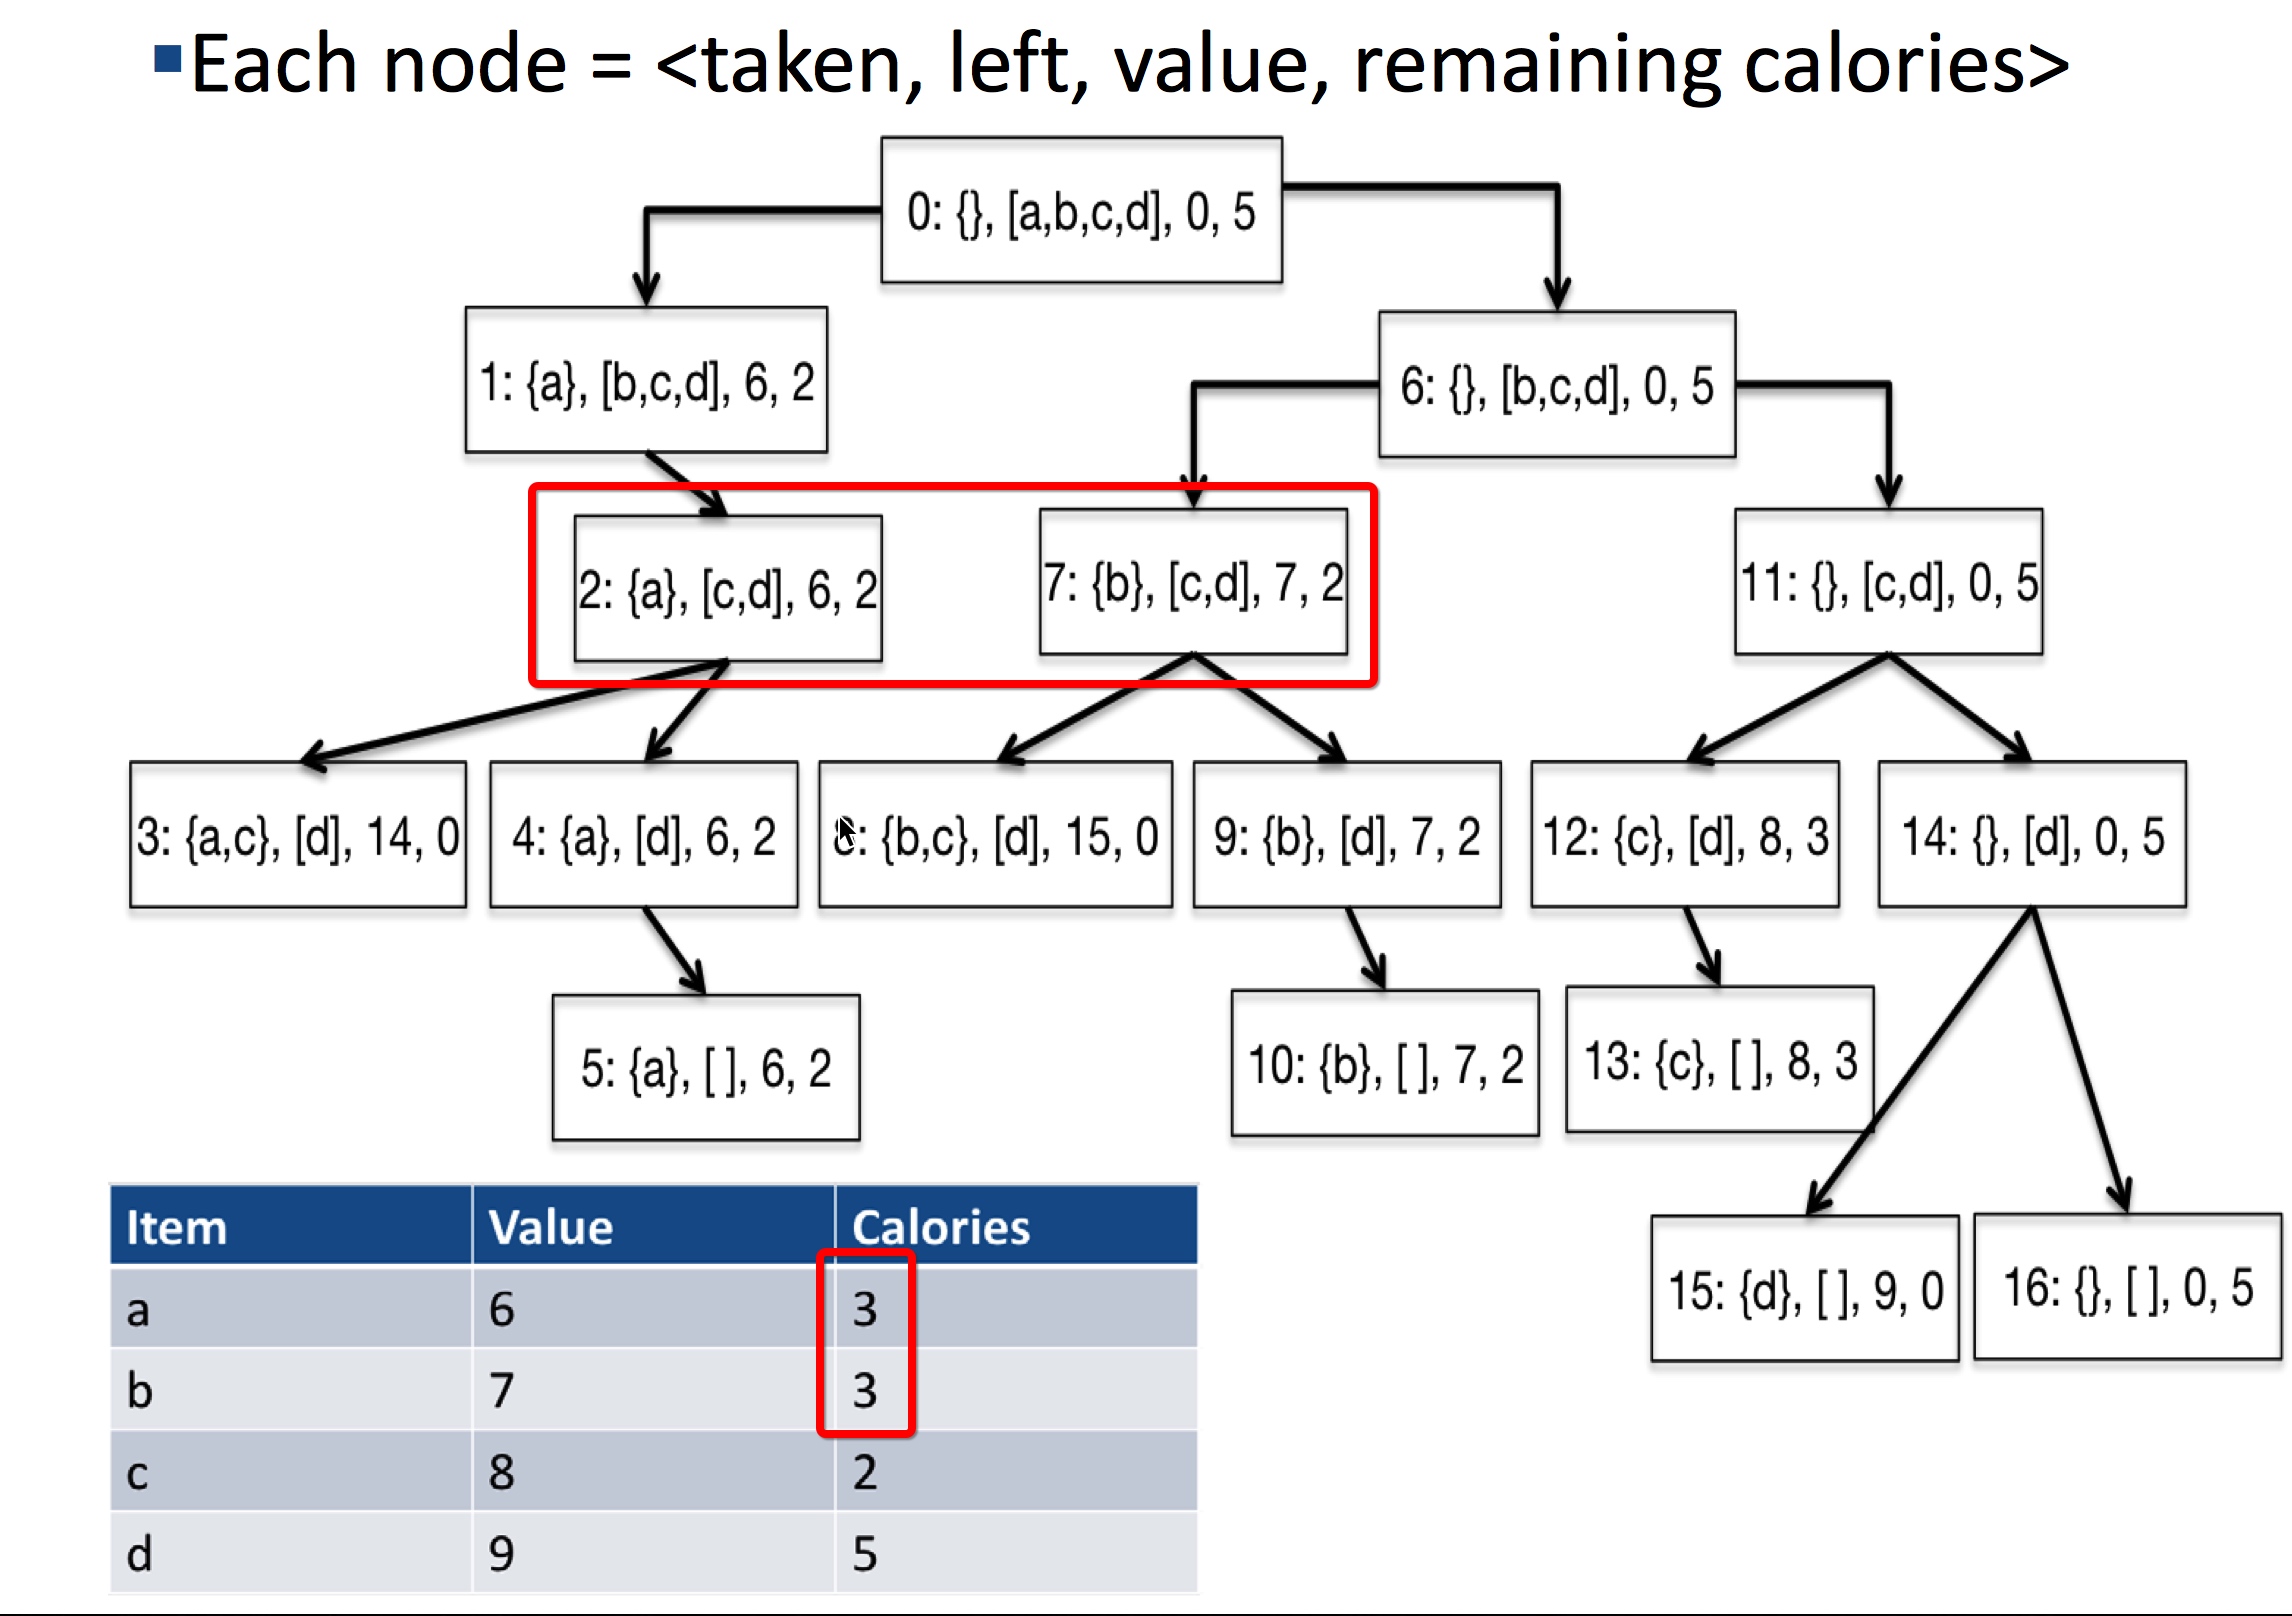 ▪Each node = <taken, left, value, remaining calories>
0: {}, [a,b,c,d], 0, 5
1: {a}, [b,c,d], 6, 2
6: {}, [b,c,d], 0, 5
2: {a}, [c,d], 6, 2
7: {b}, [c,d], 7, 2
11: {}, [c,d], 0, 5
3: {a,c}, [d], 14, 0
4: {a}, [d], 6, 2
: {b,c}, [d], 15, 0
9: {b}, [d], 7, 2
12: {c}, [d], 8, 3
14: {}, [d], 0, 5
5: {a}, [ ], 6, 2
10: {b}, [ ], 7, 2
13: {c}, [ ], 8, 3
15: {d}, [ ], 9, 0
16: {}, [ ], 0, 5
Item Value Calories
a 6 3
b 7 3
c 8 2
d 9 5